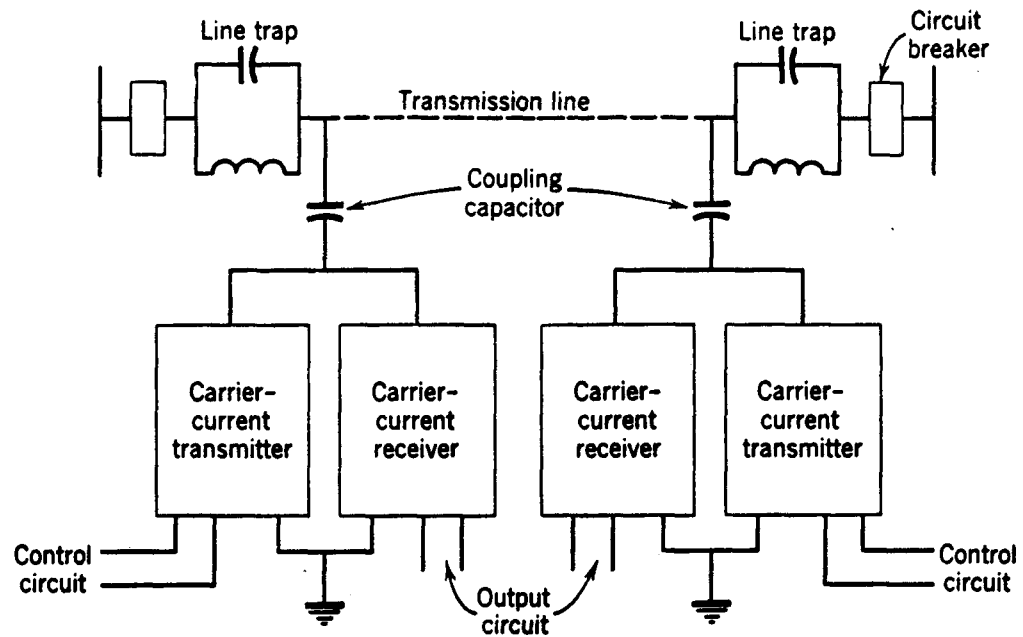 Line trap
Line trap
Circuit
breaker
Transmission line
Coupling
capacitor
Carrier-
current
transmitter
Carrier-
current
receiver
Carrier-
current
receiver
Carrier-
current
transmitter
Control
circuit
Output
circuit
Control
circuit